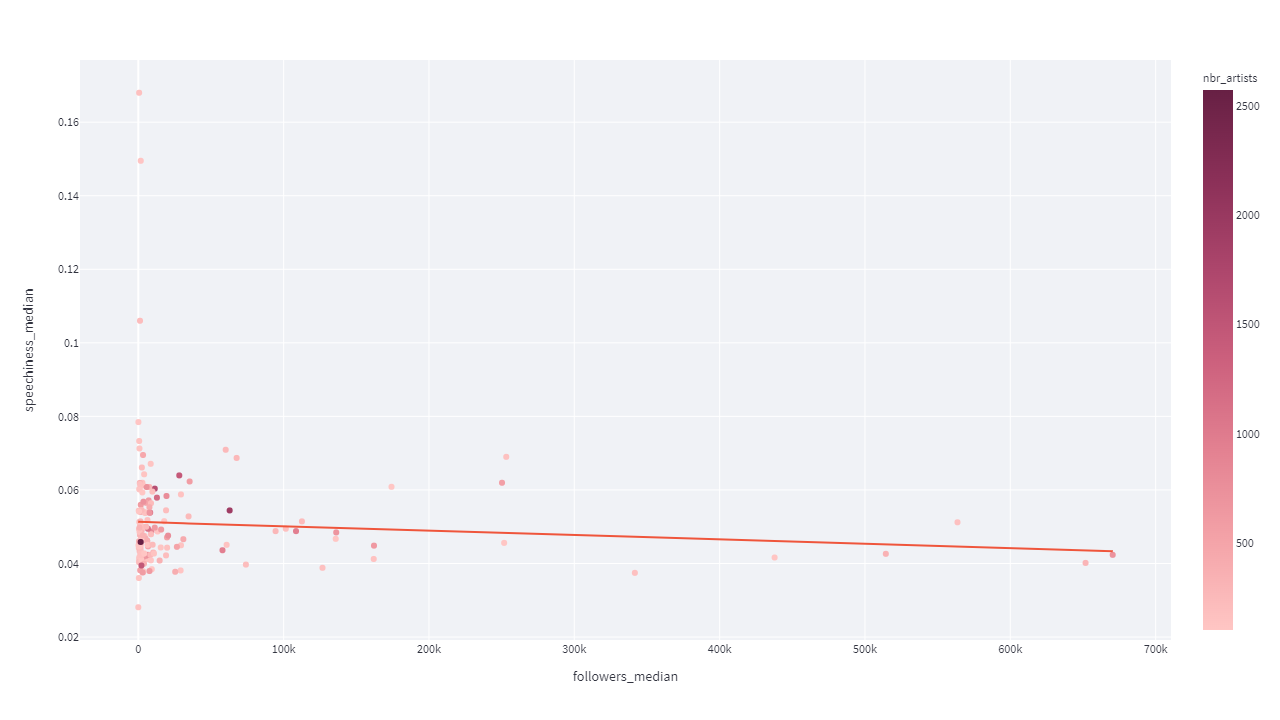 nbr_artists
2500
2000
1500
1000
500
speechiness_median
0.16
0.14
0.12
0.1
0.08
0.06
0.04
0.02
0
100k
200k
300k
400k
500k
600k
700k
followers_median